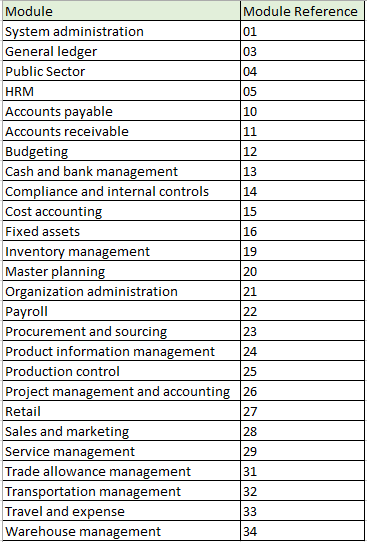 Module Module Reference
System administration 01
General ledger 03
Public Sector 04
HRM 05
Accounts payable 10
Accounts receivable 11
Budgeting 12
Cash and bank management 13
Compliance and internal controls 14
Cost accounting 15
Fixed assets 16
Inventory management 19
Master planning 20
Organization administration 21
Payroll 22
Procurement and sourcing 23
Product information management 24
Production control 25
Project management and accounting 26
Retail 27
Sales and marketing 28
Service management 29
Trade allowance management 31
Transportation management 32
Travel and expense 33
Warehouse management 34